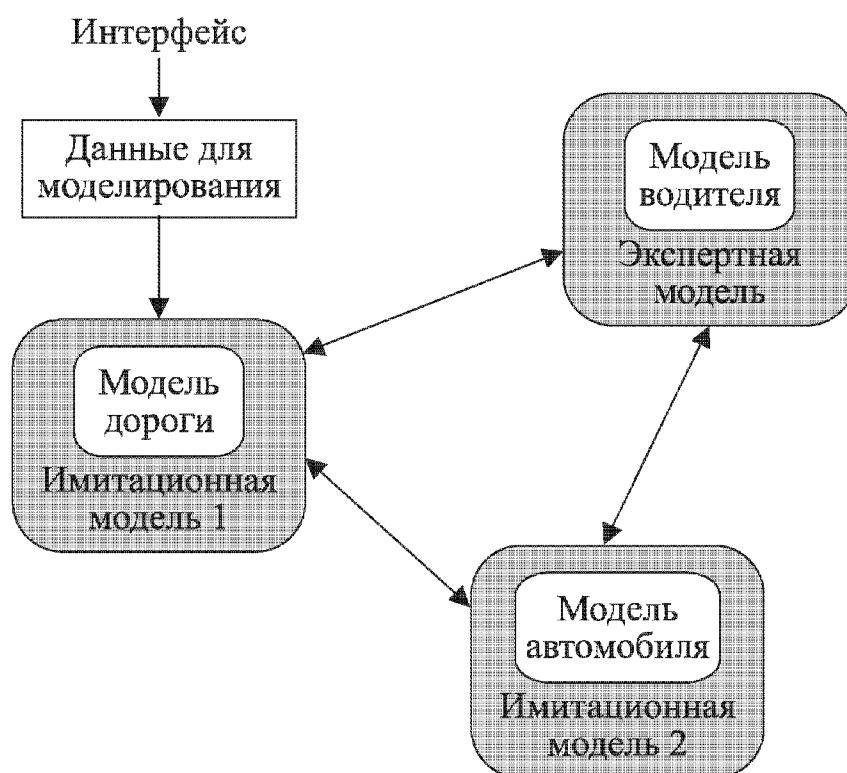 Интерфейс
Данные для
моделирования
Модель
водителя
Экспертная
модель
Модель
дороги
Имитационная
модель 1
Модель
автомобиля
Имитационная
модель 2